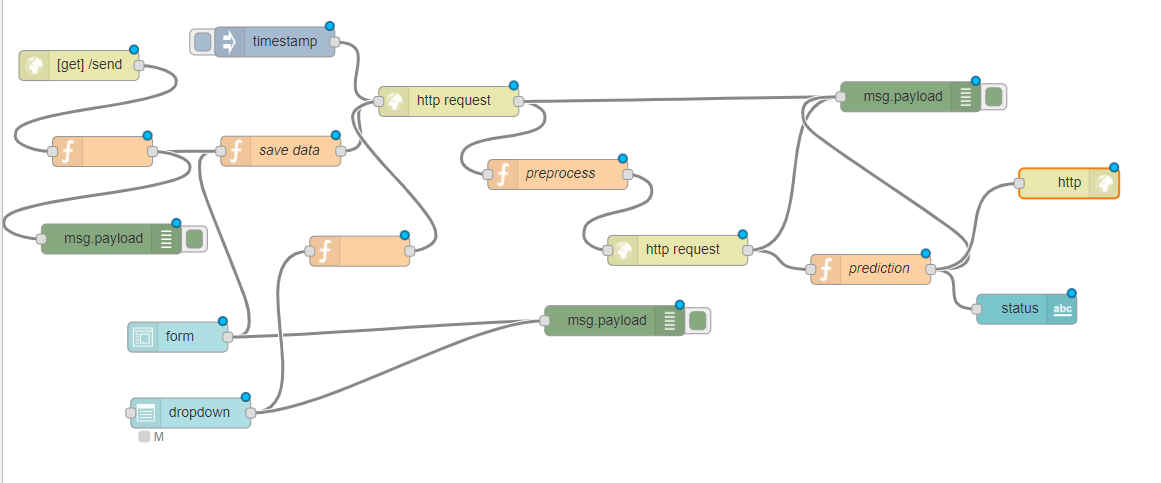 timestamp
[get] /send
http request
msg.payload
f
f save data
f preprocess
http
msg.payload
f
http request
f prediction
status abc
form
msg.payload
dropdown
M